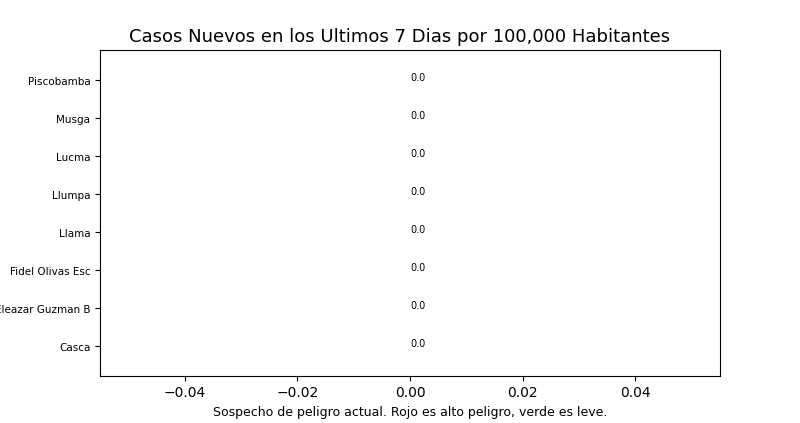 Casos Nuevos en los Ultimos 7 Dias por 100,000 Habitantes
Piscobamba 0.0
Musga 0.0
Lucma 0.0
Llumpa 0.0
Llama 0.0
Fidel Olivas Esc 0.0
Eleazar Guzman B 0.0
Casca 0.0
−0.04 −0.02 0.00 0.02 0.04
Sospecho de peligro actual. Rojo es alto peligro, verde es leve.